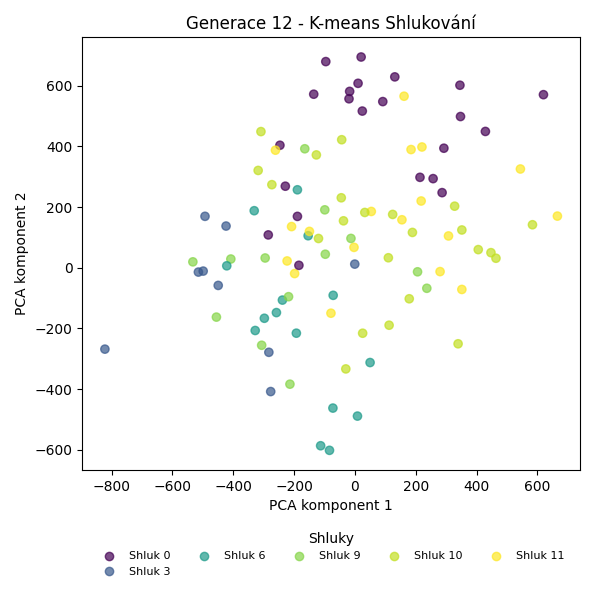 Generace 12 - K-means Shlukování
600
400
200
0
−200
−400
−600
PCA komponent 2
−800 −600 −400 −200 0 200 400 600
PCA komponent 1
Shluky
Shluk 0 Shluk 6 Shluk 9 Shluk 10 Shluk 11
Shluk 3